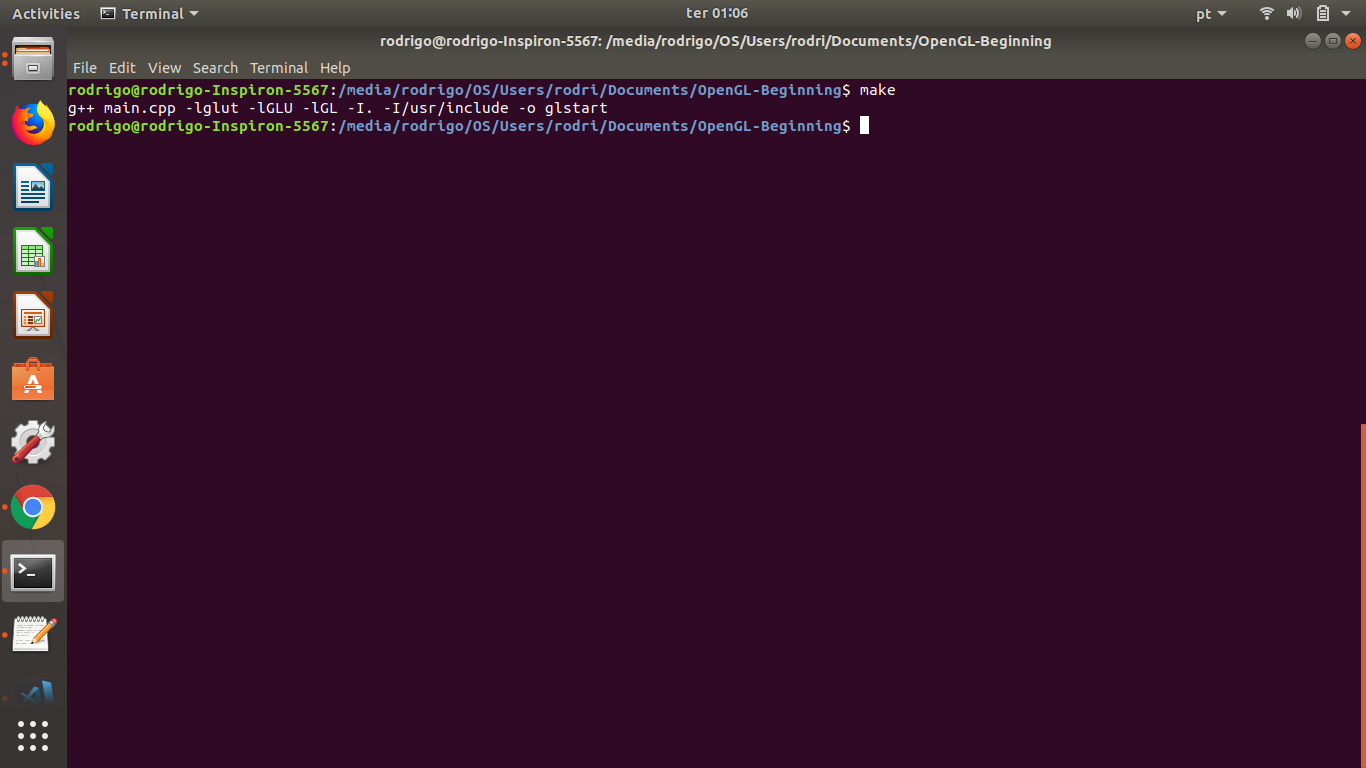 Activities Terminal ter 01:06 pt
rodrigo@rodrigo-Inspiron-5567: /media/rodrigo/OS/Users/rodri/Documents/OpenGL-Beginning
File Edit View Search Terminal Help
rodrigo@rodrigo-Inspiron-5567:/media/rodrigo/OS/Users/rodri/Documents/OpenGL-Beginning$ make
g++ main.cpp -lglut -lGLU -lGL -I. -I/usr/include -o glstart
rodrigo@rodrigo-Inspiron-5567:/media/rodrigo/OS/Users/rodri/Documents/OpenGL-Beginning$